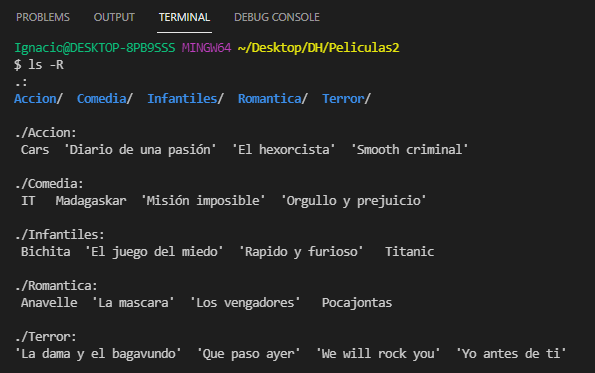 PROBLEMS OUTPUT TERMINAL DEBUG CONSOLE
Ignacio@DESKTOP-8PB9SSS MINGW64 ~/Desktop/DH/Peliculas2
$ ls -R
.:
Accion/  Comedia/  Infantiles/  Romantica/  Terror/
./Accion:
Cars  'Diario de una pasión'  'El hexorcista'  'Smooth criminal'
./Comedia:
IT  Madagaskar  'Misión imposible'  'Orgullo y prejuicio'
./Infantiles:
Bichita  'El juego del miedo'  'Rapido y furioso'  Titanic
./Romantica:
Anavelle  'La mascara'  'Los vengadores'  Pocajontas
./Terror:
'La dama y el bagavundo'  'Que paso ayer'  'We will rock you'  'Yo antes de ti'